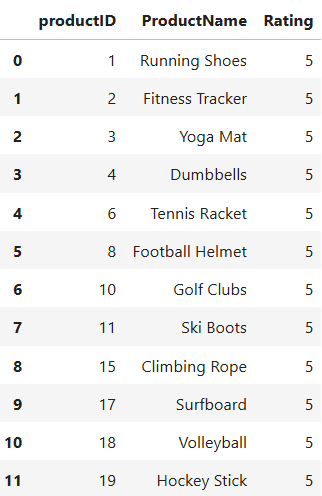 productID ProductName Rating
0 1 Running Shoes 5
1 2 Fitness Tracker 5
2 3 Yoga Mat 5
3 4 Dumbbells 5
4 6 Tennis Racket 5
5 8 Football Helmet 5
6 10 Golf Clubs 5
7 11 Ski Boots 5
8 15 Climbing Rope 5
9 17 Surfboard 5
10 18 Volleyball 5
11 19 Hockey Stick 5